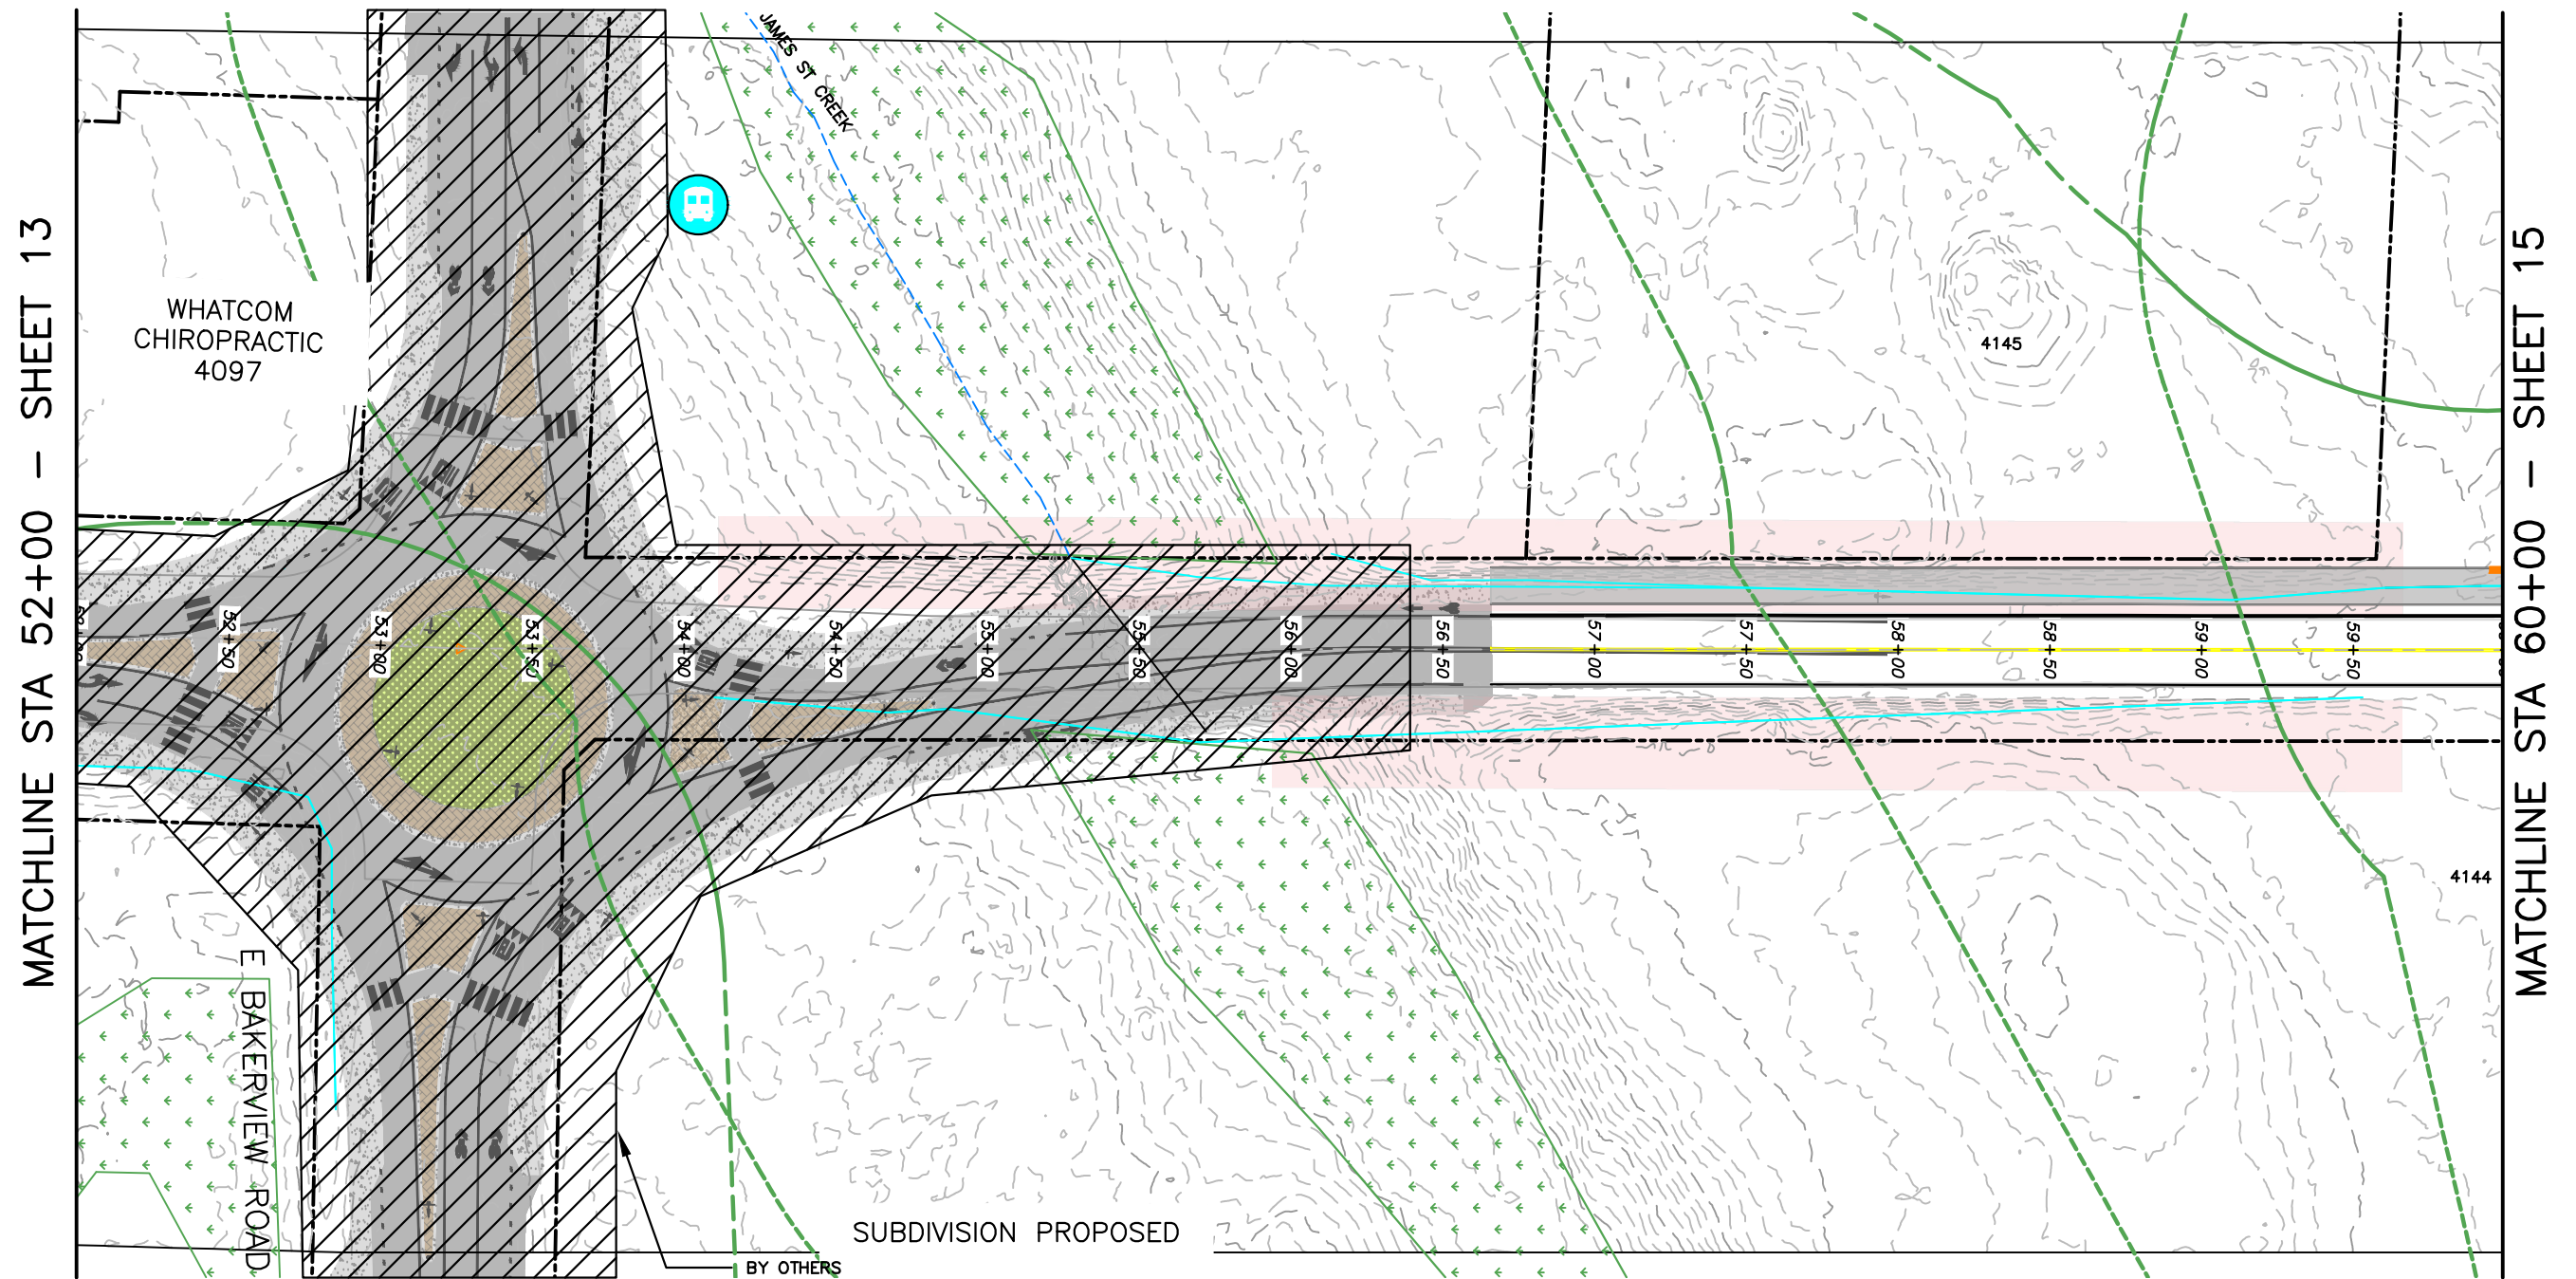 MATCHLINE STA 52+00 – SHEET 13
WHATCOM
CHIROPRACTIC
4097
JAMES ST CREEK
4145
52+50
53+00
53+50
54+00
54+50
55+00
55+50
56+00
56+50
57+00
57+50
58+00
58+50
59+00
59+50
4144
E BAKERVIEW ROAD
SUBDIVISION PROPOSED
BY OTHERS
MATCHLINE STA 60+00 – SHEET 15